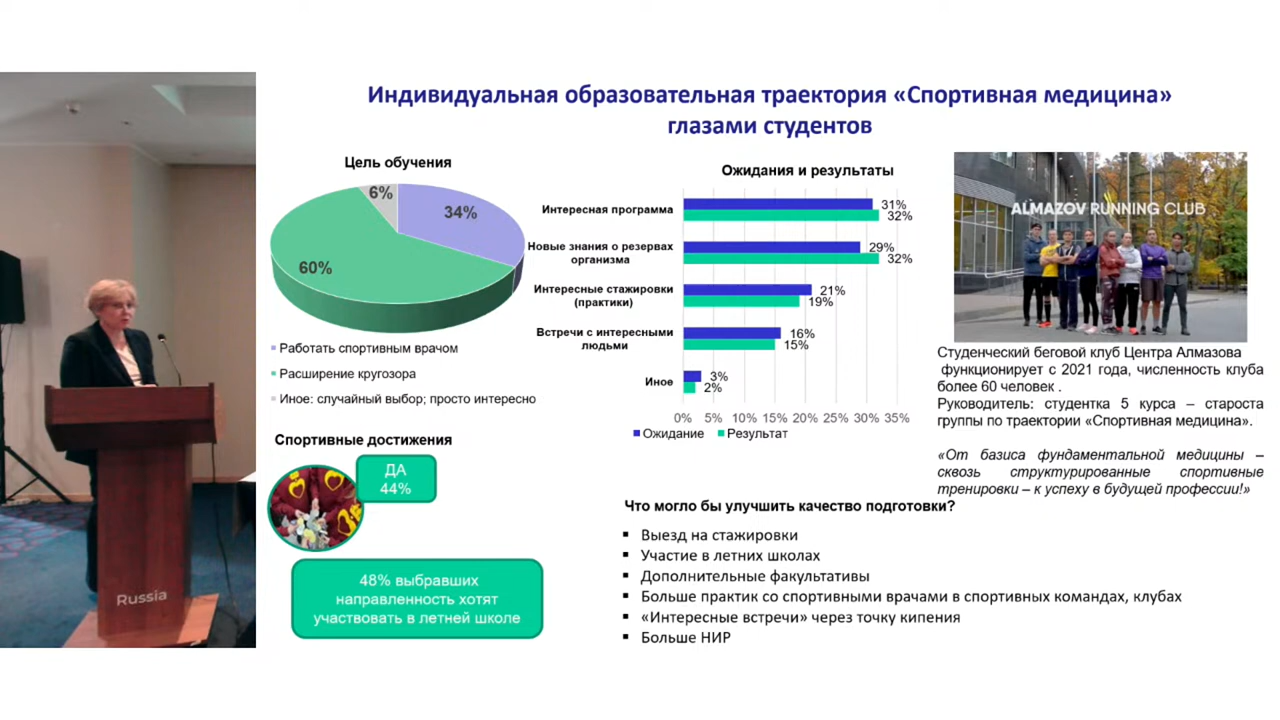 Индивидуальная образовательная траектория «Спортивная медицина»
глазами студентов
Цель обучения
6%
34%
60%
Работать спортивным врачом
Расширение кругозора
Иное: случайный выбор; просто интересно
Спортивные достижения
ДА
44%
48% выбравших
направленность хотят
участвовать в летней школе
Ожидания и результаты
Интересная программа
31%
32%
Новые знания о резервах
организма
29%
32%
Интересные стажировки
(практики)
21%
19%
Встречи с интересными
людьми
16%
15%
Иное
3%
2%
0% 5% 10% 15% 20% 25% 30% 35%
Ожидание Результат
ALMAZOV RUNNING CLUB
Студенческий беговой клуб Центра Алмазова
функционирует с 2021 года, численность клуба
более 60 человек .
Руководитель: студентка 5 курса – староста
группы по траектории «Спортивная медицина».
«От базиса фундаментальной медицины –
сквозь структурированные спортивные
тренировки – к успеху в будущей профессии!»
Что могло бы улучшить качество подготовки?
▪ Выезд на стажировки
▪ Участие в летних школах
▪ Дополнительные факультативы
▪ Больше практик со спортивными врачами в спортивных командах, клубах
▪ «Интересные встречи» через точку кипения
▪ Больше НИР
Russia